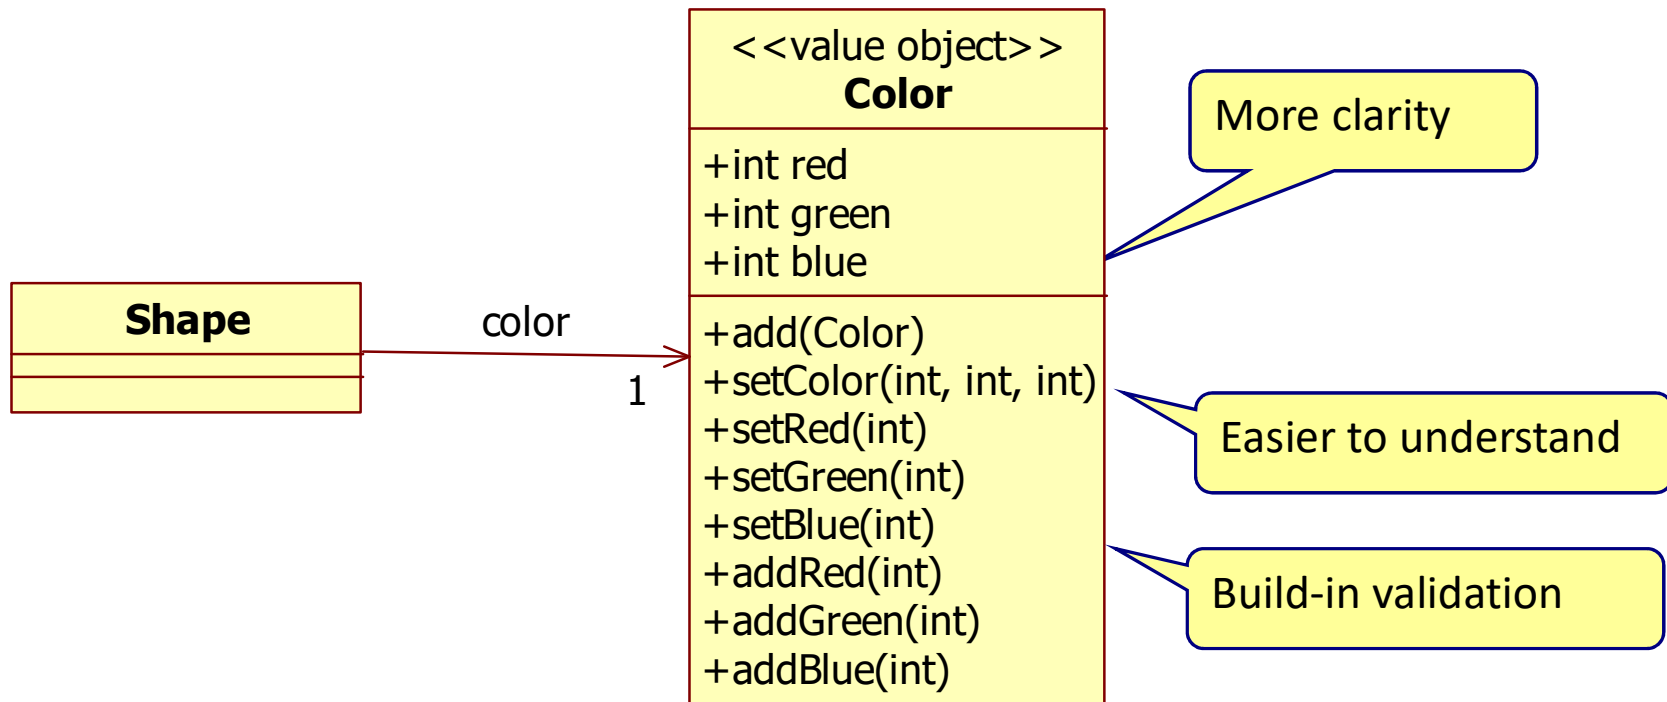 <<value object>>
Color
+int red
+int green
+int blue
+add(Color)
+setColor(int, int, int)
+setRed(int)
+setGreen(int)
+setBlue(int)
+addRed(int)
+addGreen(int)
+addBlue(int)
Shape
color
1
More clarity
Easier to understand
Build-in validation